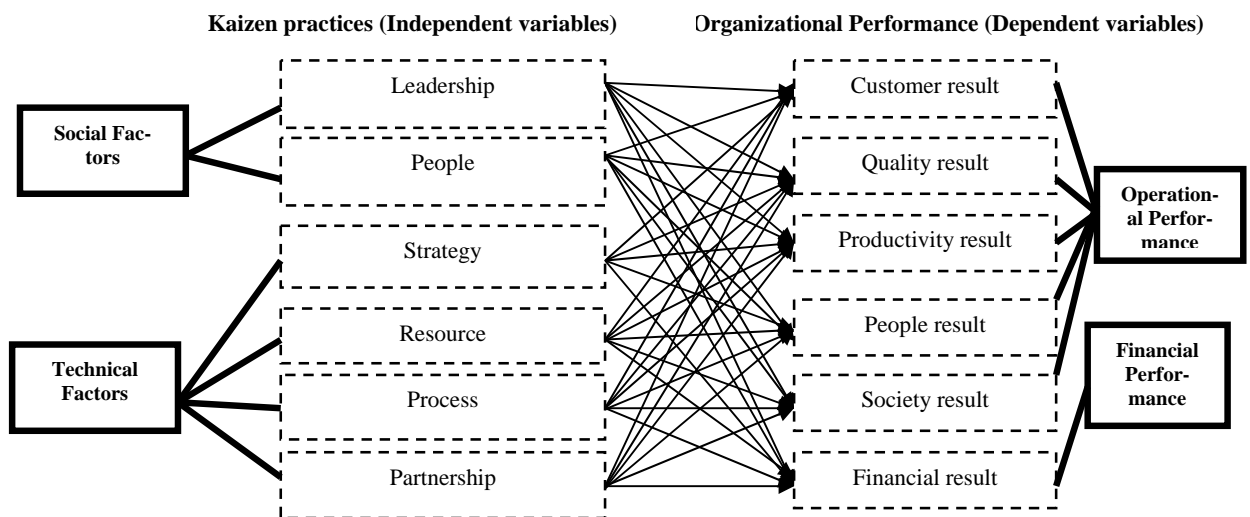 Kaizen practices (Independent variables)
Organizational Performance (Dependent variables)
Social Fac-
tors
Technical
Factors
Leadership
People
Strategy
Resource
Process
Partnership
Customer result
Quality result
Productivity result
People result
Society result
Financial result
Operation-
al Perfor-
mance
Financial
Perfor-
mance